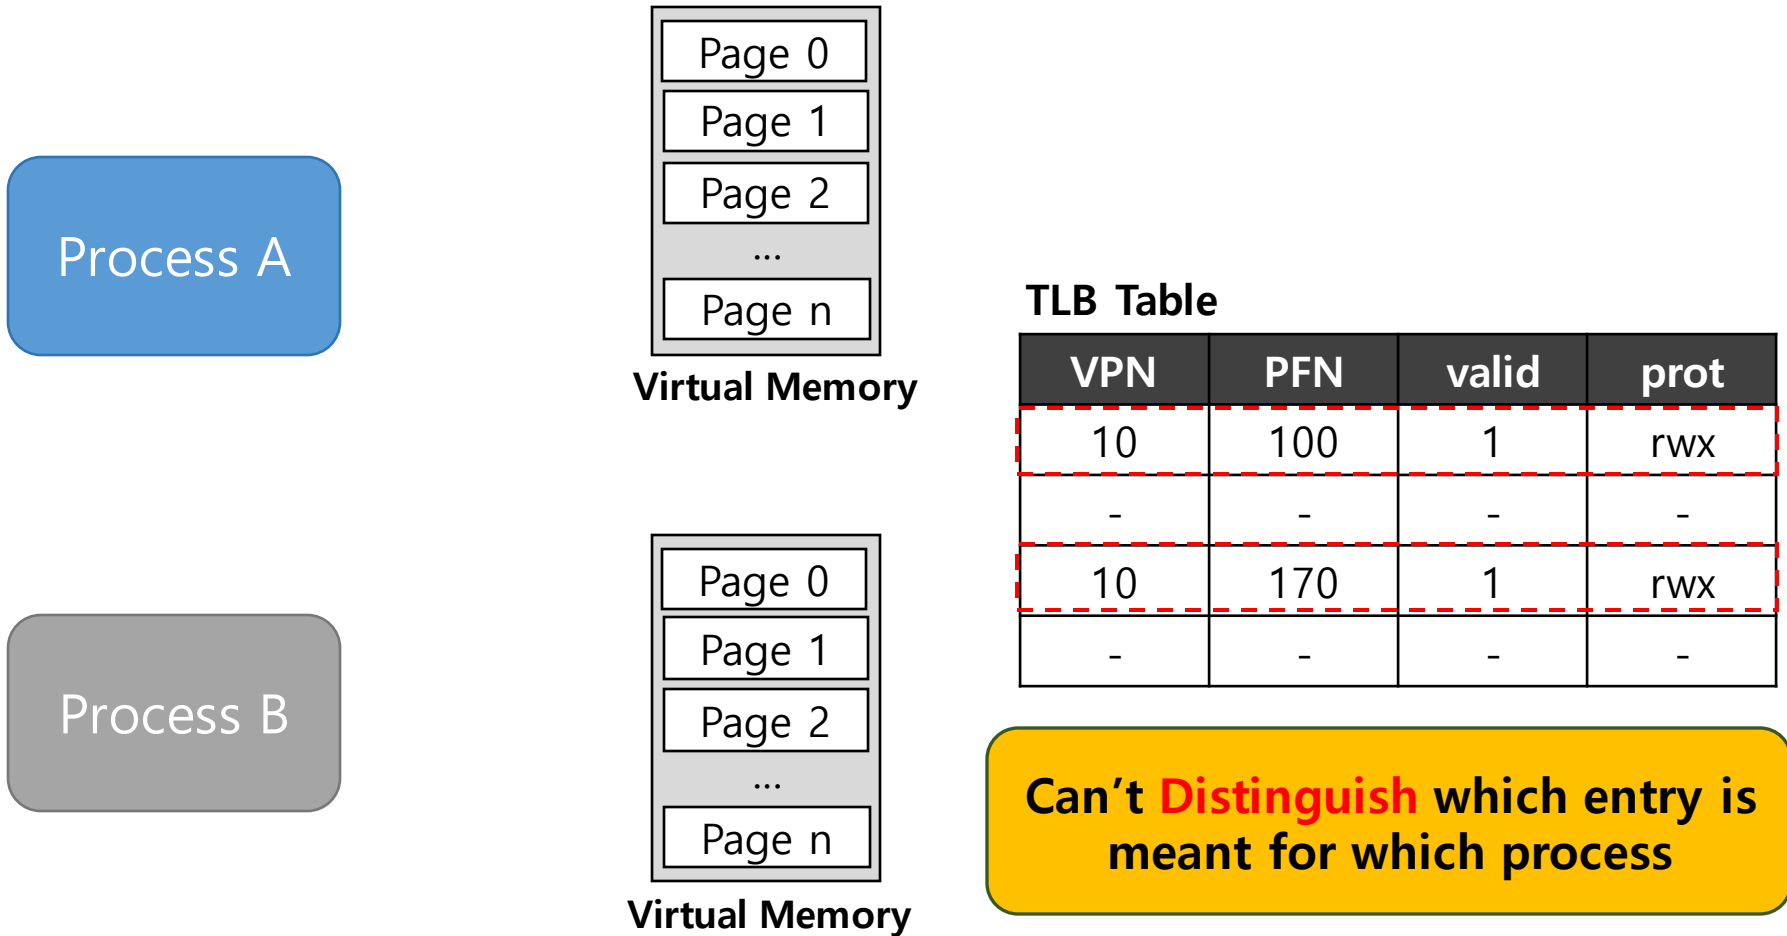 Process A
Page 0
Page 1
Page 2
...
Page n
Virtual Memory
Process B
Page 0
Page 1
Page 2
...
Page n
Virtual Memory
TLB Table
VPN PFN valid prot
10 100 1 rwx
- - - -
10 170 1 rwx
- - - -
Can’t Distinguish which entry is
meant for which process